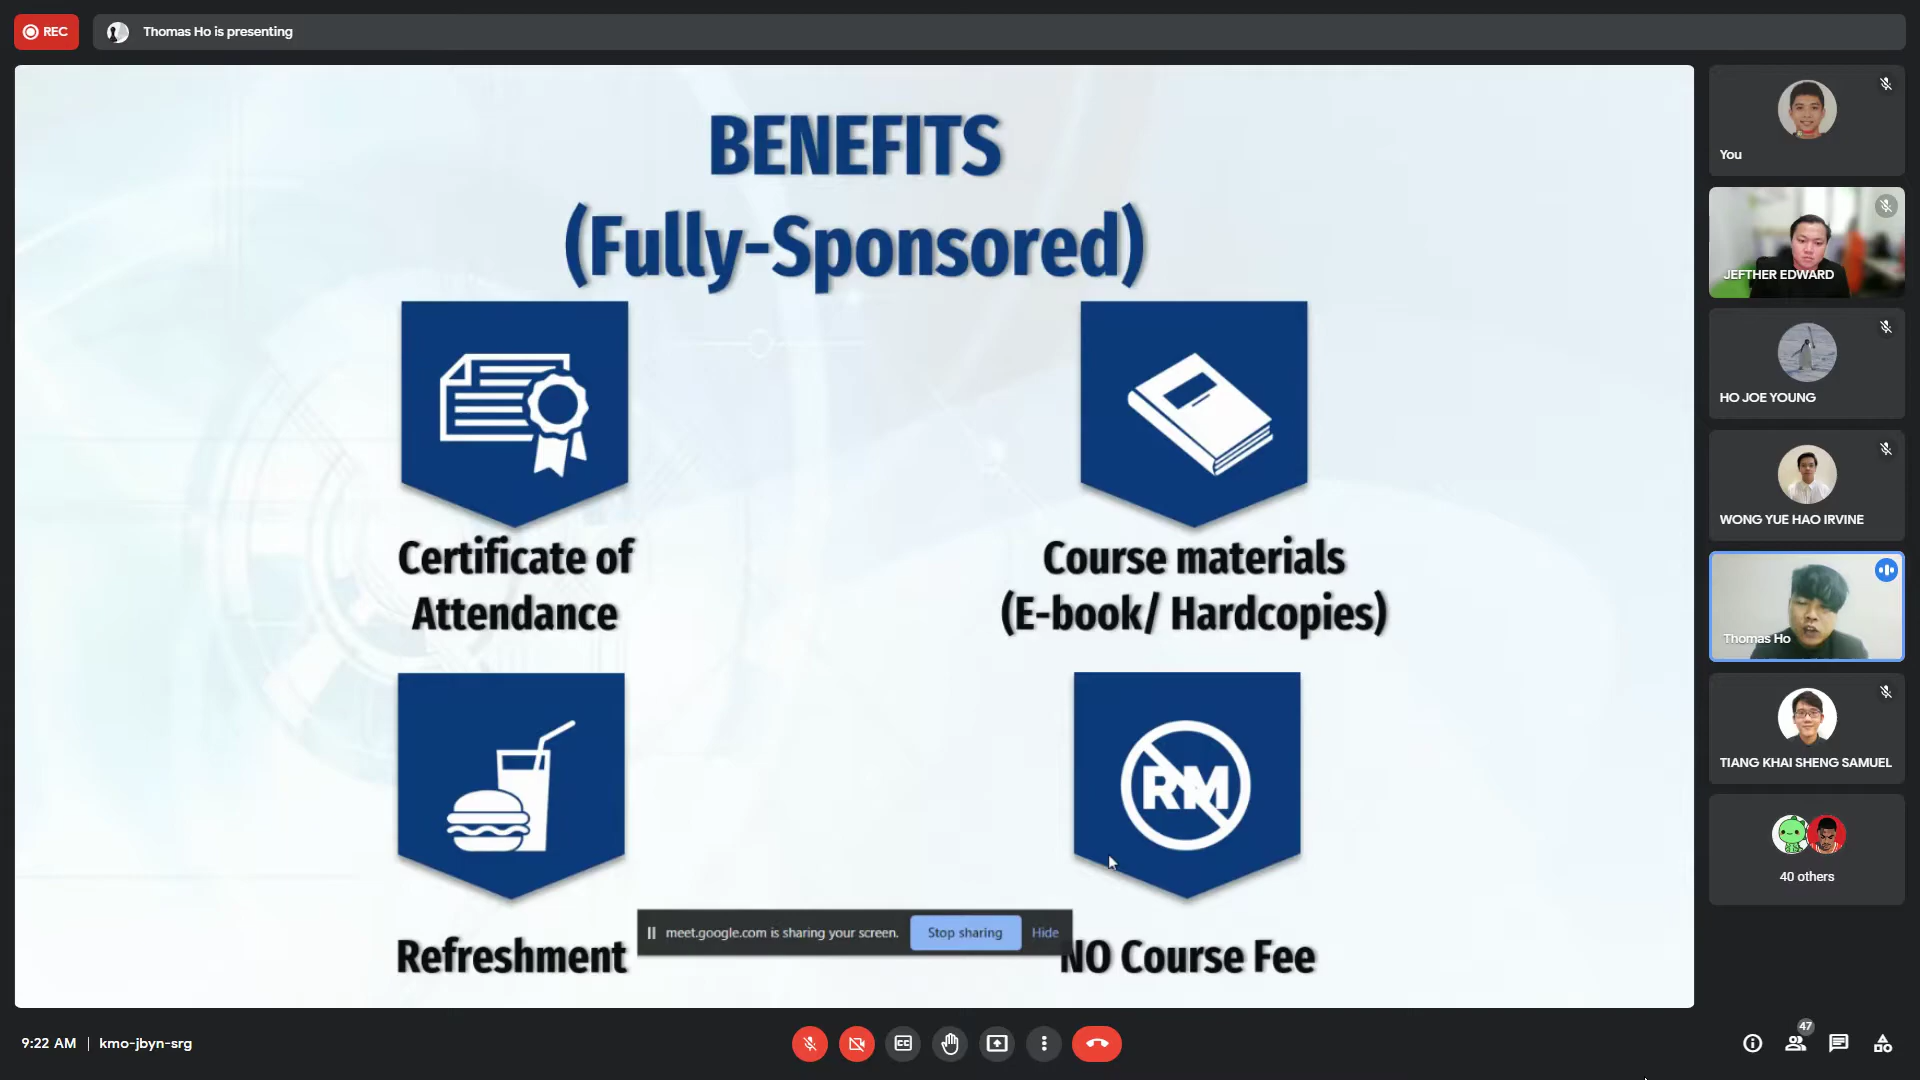 REC
Thomas Ho is presenting
BENEFITS
(Fully-Sponsored)
Certificate of
Attendance
Course materials
(E-book/ Hardcopies)
RM
Refreshment
NO Course Fee
meet.google.com is sharing your screen.
Stop sharing
Hide
You
JEFTHER EDWARD
HO JOE YOUNG
WONG YUE HAO IRVINE
Thomas Ho
TIANG KHAI SHENG SAMUEL
40 others
9:22 AM | kmo-jbyn-srg
CC
47